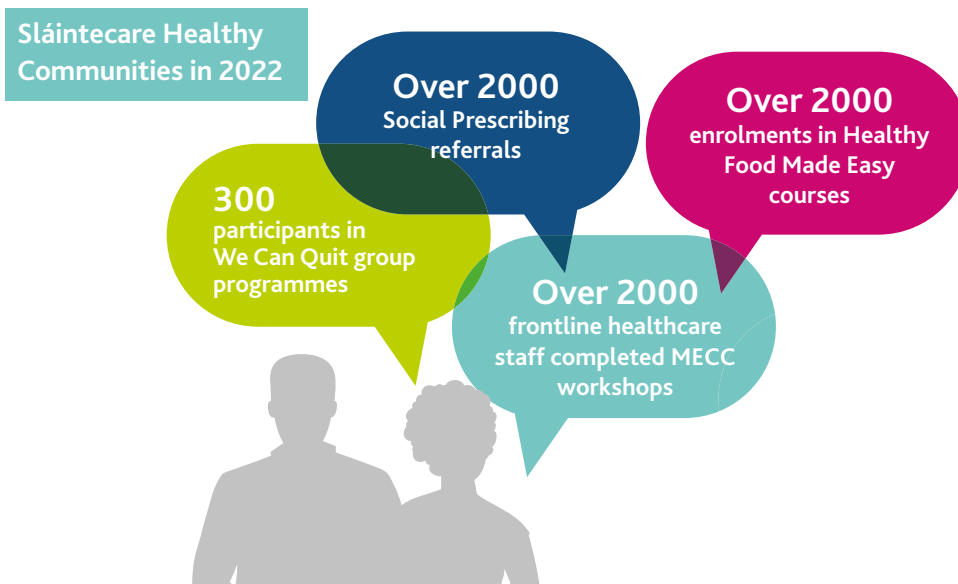 Sláintecare Healthy
Communities in 2022
Over 2000
Social Prescribing
referrals
Over 2000
enrolments in Healthy
Food Made Easy
courses
300
participants in
We Can Quit group
programmes
Over 2000
frontline healthcare
staff completed MECC
workshops